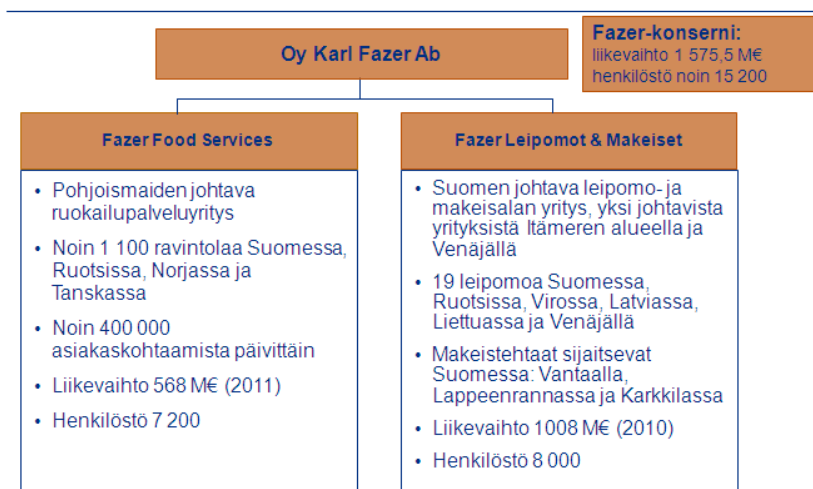 Oy Karl Fazer Ab
Fazer-konserni:
liikevaihto 1 575,5 M€
henkilöstö noin 15 200
Fazer Food Services
• Pohjoismaiden johtava
ruokailupalveluyritys
• Noin 1 100 ravintolaa Suomessa,
Ruotsissa, Norjassa ja
Tanskassa
• Noin 400 000
asiakaskohtaamista päivittäin
• Liikevaihto 568 M€ (2011)
• Henkilöstö 7 200
Fazer Leipomot & Makeiset
• Suomen johtava leipomo- ja
makeisalan yritys, yksi johtavista
yrityksistä Itämeren alueella ja
Venäjällä
• 19 leipomoa Suomessa,
Ruotsissa, Virossa, Latviassa,
Liettuassa ja Venäjällä
• Makeistehtaat sijaitsevat
Suomessa: Vantaalla,
Lappeenrannassa ja Karkkilassa
• Liikevaihto 1008 M€ (2010)
• Henkilöstö 8 000